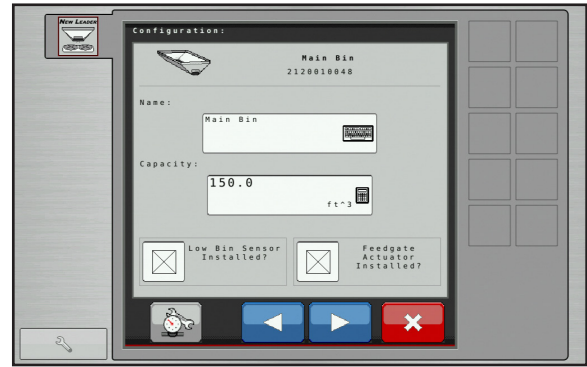 New Leader
Configuration:
Main Bin
2120010048
Name:
Main Bin
Capacity:
150.0
ft^3
Low Bin Sensor
Installed?
Feedgate
Actuator
Installed?